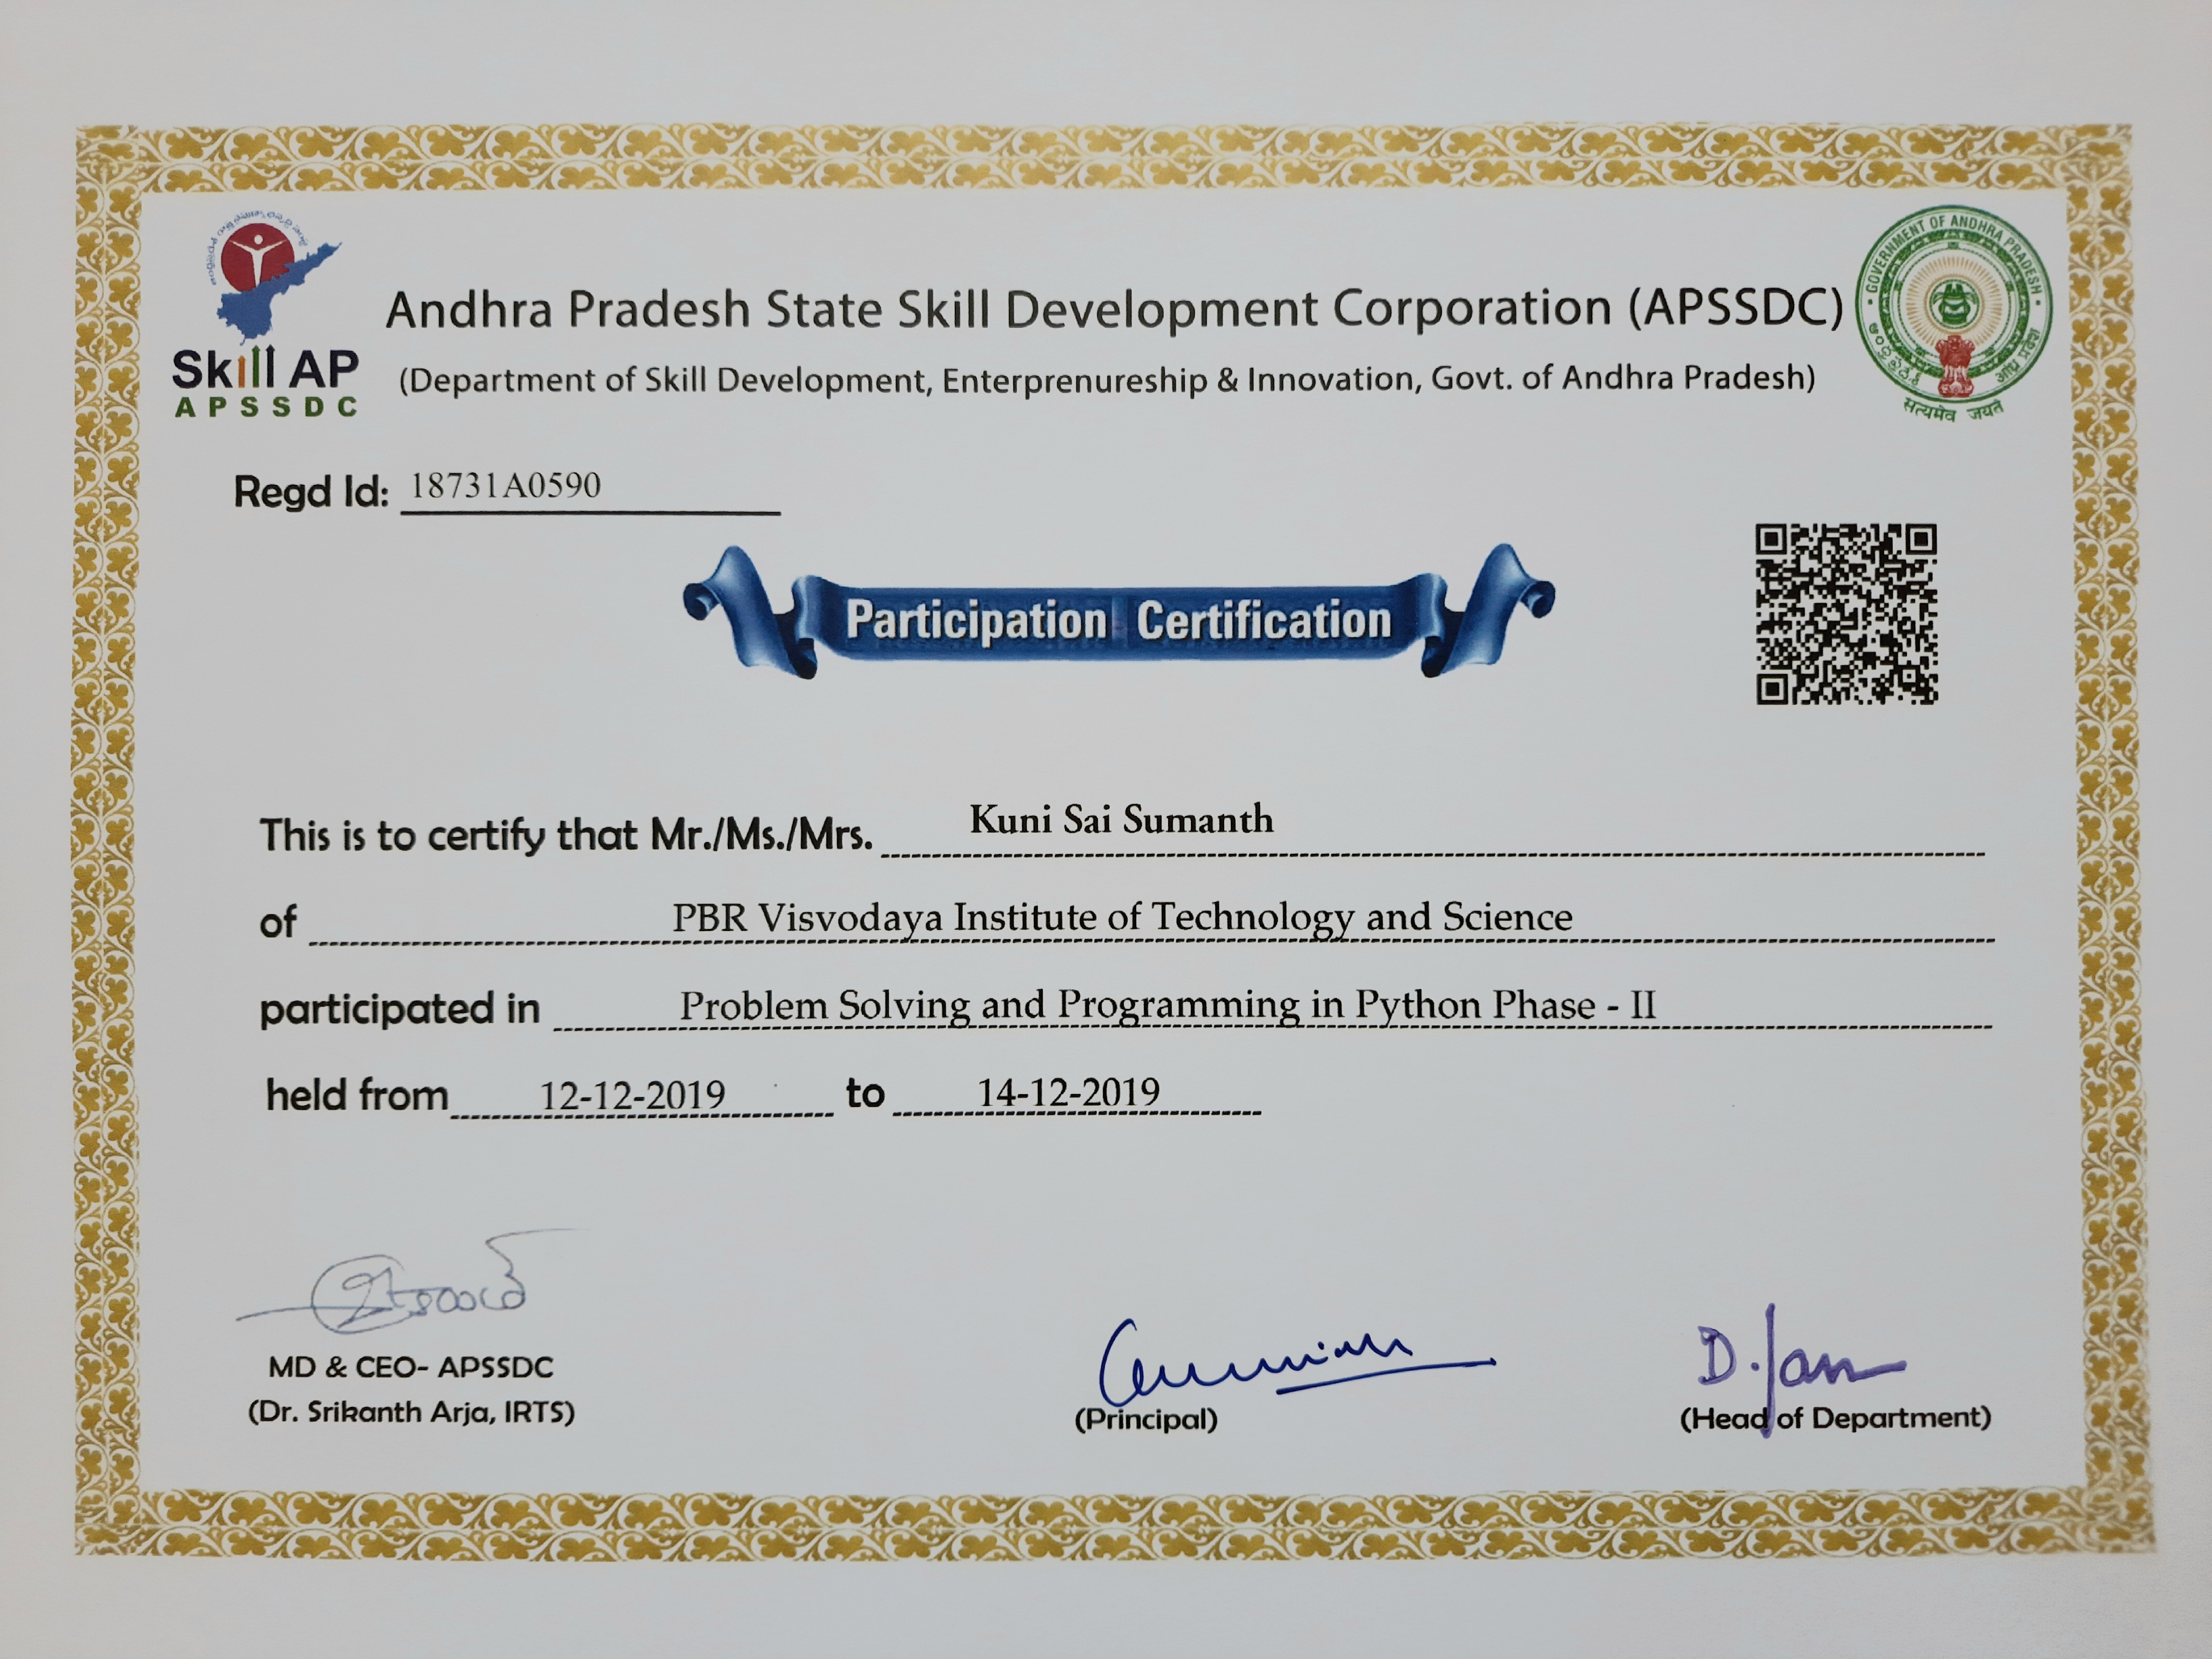 Skill AP
APSSDC
Andhra Pradesh State Skill Development Corporation (APSSDC)
(Department of Skill Development, Enterprenureship & Innovation, Govt. of Andhra Pradesh)
GOVERNMENT OF ANDHRA PRADESH
ఆంధ్రప్రదేశ్
आंध्र प्रदेश
सत्यमेव जयते
Regd Id: 18731A0590
Participation Certification
This is to certify that Mr./Ms./Mrs. Kuni Sai Sumanth
of PBR Visvodaya Institute of Technology and Science
participated in Problem Solving and Programming in Python Phase - II
held from 12-12-2019 to 14-12-2019
MD & CEO- APSSDC
(Dr. Srikanth Arja, IRTS)
(Principal)
(Head of Department)